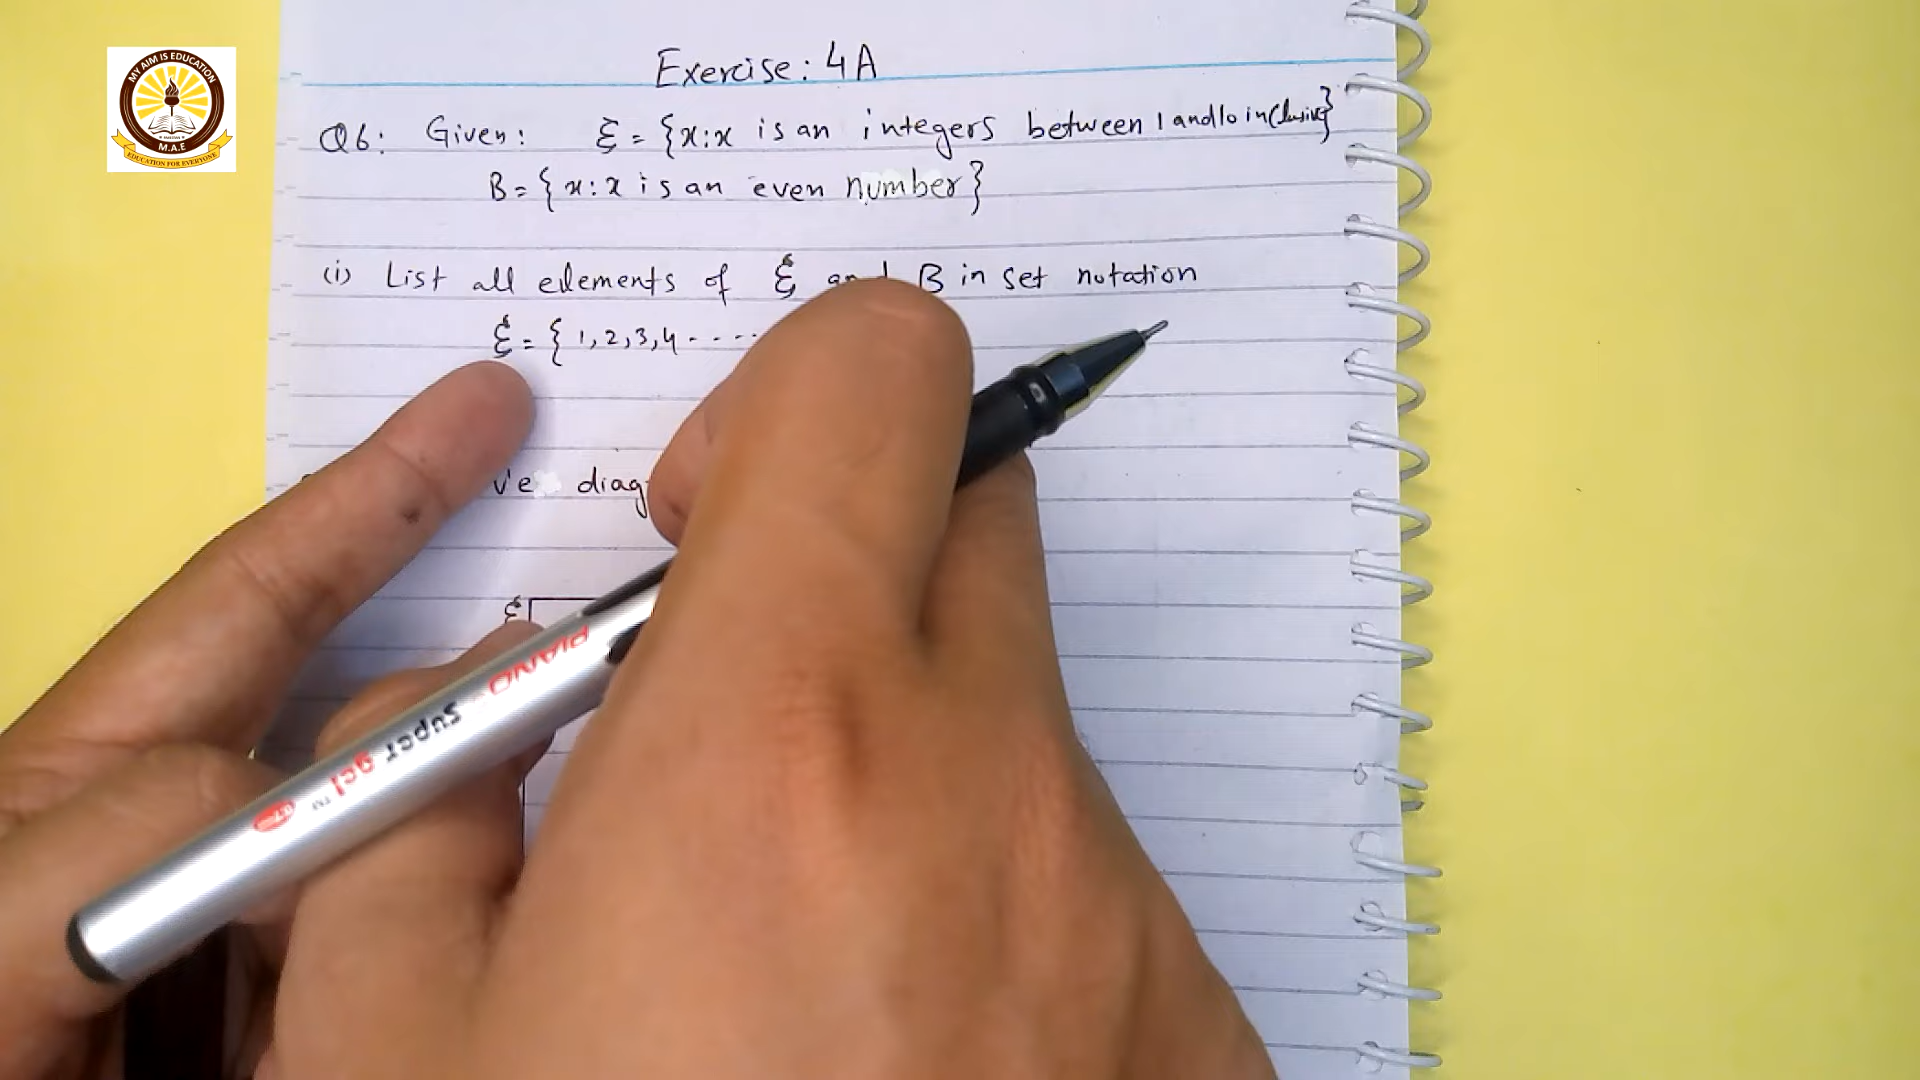 MY AIM IS EDUCATION
M.A.E
EDUCATION FOR EVERYONE
Exercise: 4A
Q6: Given: ξ = {x:x is an integers between 1 and 10 inclusive}
B = {x:x is an even number}
(i) List all elements of ξ and B in set notation
ξ = { 1, 2, 3, 4 - - - -
diag
ξ
PIANO Super gel ™